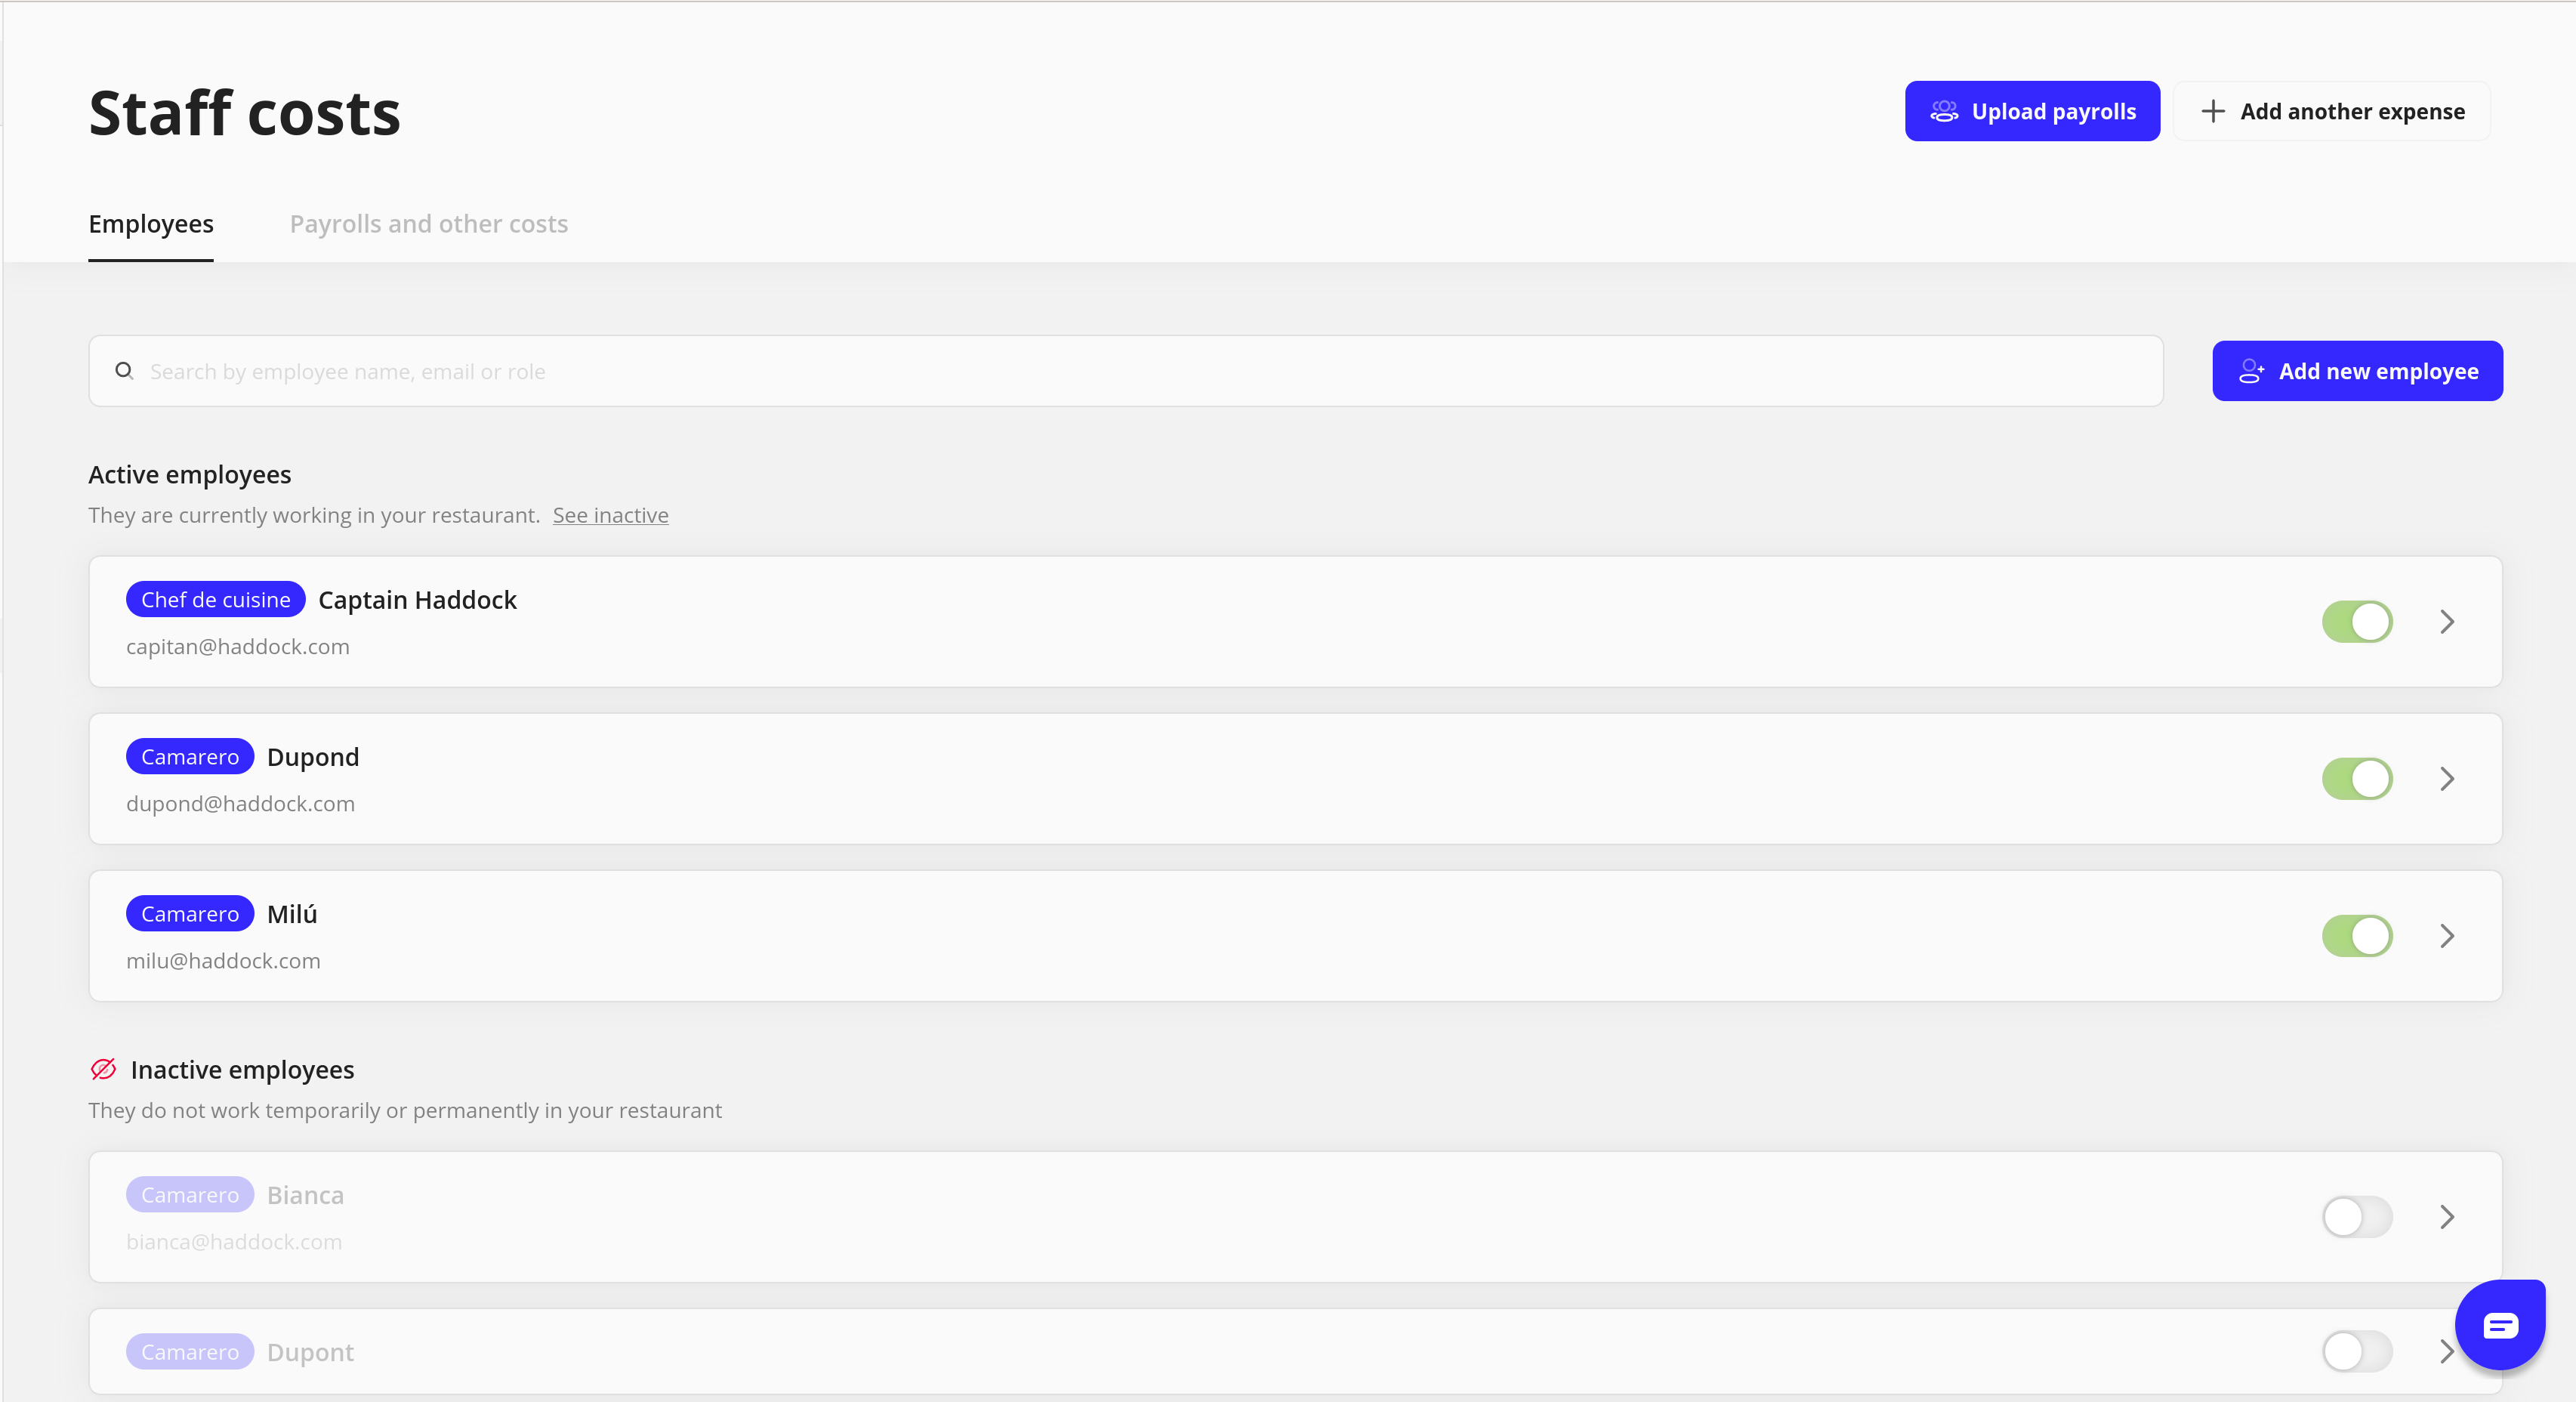 Staff costs
Upload payrolls
Add another expense
Employees
Payrolls and other costs
Search by employee name, email or role
Add new employee
Active employees
They are currently working in your restaurant. See inactive
Chef de cuisine Captain Haddock
capitan@haddock.com
Camarero Dupond
dupond@haddock.com
Camarero Milú
milu@haddock.com
Inactive employees
They do not work temporarily or permanently in your restaurant
Camarero Bianca
bianca@haddock.com
Camarero Dupont